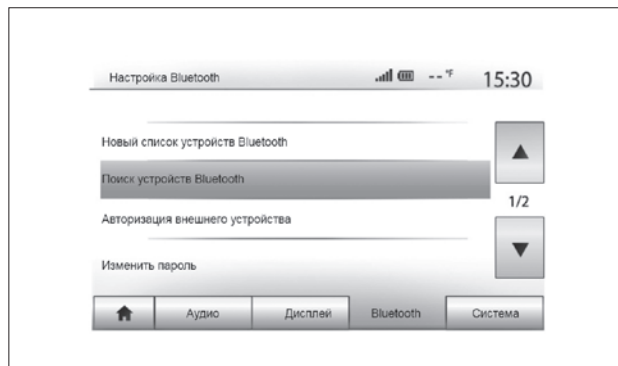 Настройка Bluetooth -- °F 15:30
Новый список устройств Bluetooth
Поиск устройств Bluetooth
1/2
Авторизация внешнего устройства
Изменить пароль
Аудио Дисплей Bluetooth Система